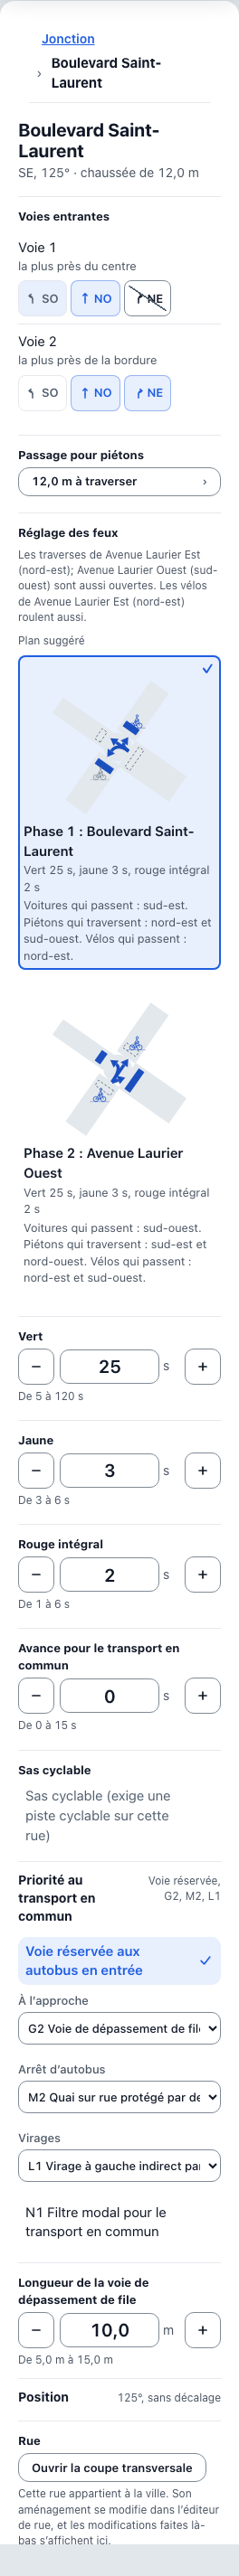 Jonction
› Boulevard Saint-
Laurent
Boulevard Saint-
Laurent
SE, 125° · chaussée de 12,0 m
Voies entrantes
Voie 1
la plus près du centre
SO NO NE
Voie 2
la plus près de la bordure
SO NO NE
Passage pour piétons
12,0 m à traverser ›
Réglage des feux
Les traverses de Avenue Laurier Est
(nord-est); Avenue Laurier Ouest (sud-
ouest) sont aussi ouvertes. Les vélos
de Avenue Laurier Est (nord-est)
roulent aussi.
Plan suggéré
Phase 1 : Boulevard Saint-
Laurent
Vert 25 s, jaune 3 s, rouge intégral
2 s
Voitures qui passent : sud-est.
Piétons qui traversent : nord-est et
sud-ouest. Vélos qui passent :
nord-est.
Phase 2 : Avenue Laurier
Ouest
Vert 25 s, jaune 3 s, rouge intégral
2 s
Voitures qui passent : sud-ouest.
Piétons qui traversent : sud-est et
nord-ouest. Vélos qui passent :
nord-est et sud-ouest.
Vert
− 25 s +
De 5 à 120 s
Jaune
− 3 s +
De 3 à 6 s
Rouge intégral
− 2 s +
De 1 à 6 s
Avance pour le transport en
commun
− 0 s +
De 0 à 15 s
Sas cyclable
Sas cyclable (exige une
piste cyclable sur cette
rue)
Priorité au
transport en
commun
Voie réservée,
G2, M2, L1
Voie réservée aux
autobus en entrée
À l’approche
G2 Voie de dépassement de file
Arrêt d’autobus
M2 Quai sur rue protégé par de
Virages
L1 Virage à gauche indirect par
N1 Filtre modal pour le
transport en commun
Longueur de la voie de
dépassement de file
− 10,0 m +
De 5,0 m à 15,0 m
Position 125°, sans décalage
Rue
Ouvrir la coupe transversale
Cette rue appartient à la ville. Son
aménagement se modifie dans l’éditeur
de rue, et les modifications faites là-
bas s’affichent ici.